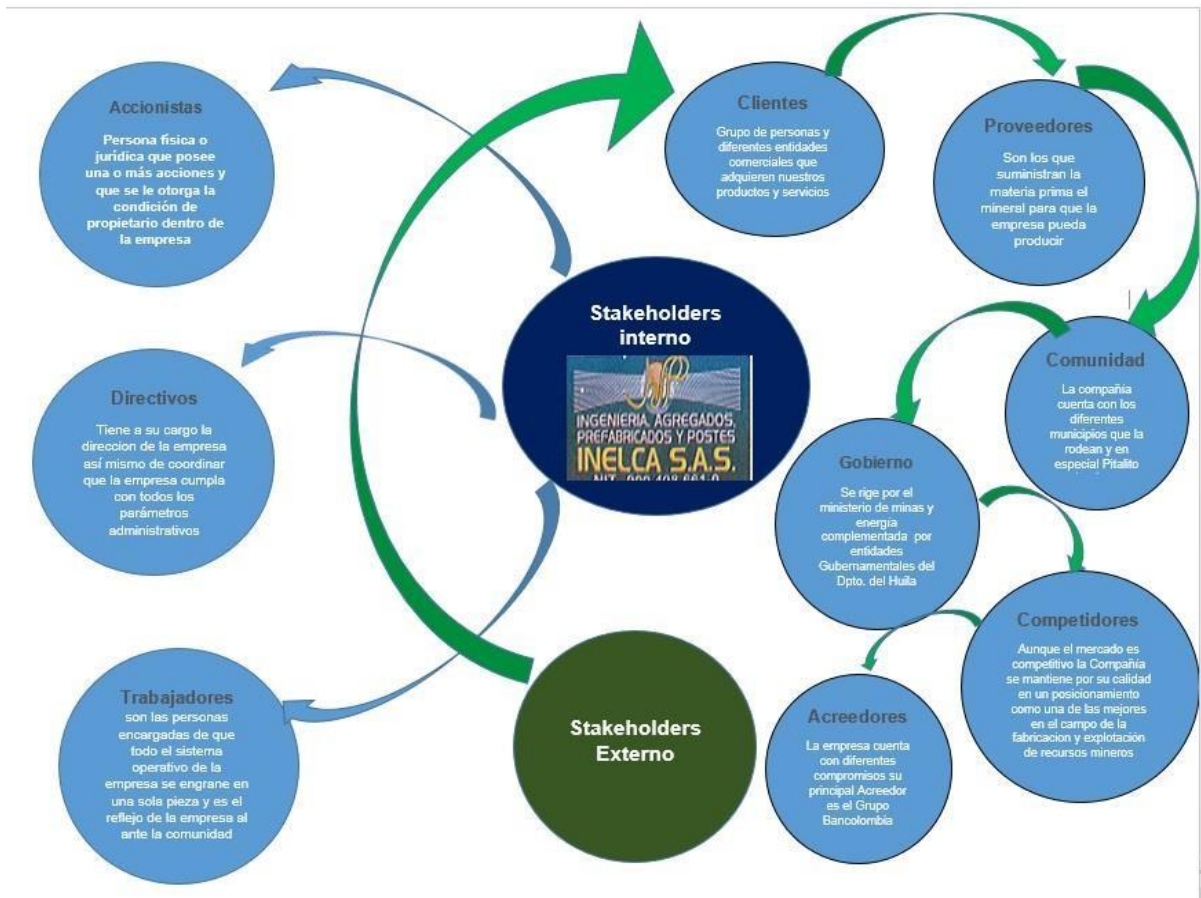 Accionistas
Persona física o
jurídica que posee
una o más acciones y
que se le otorga la
condición de
propietario dentro de
la empresa
Directivos
Tiene a su cargo la
direccion de la empresa
así mismo de coordinar
que la empresa cumpla
con todos los
parámetros
administrativos
Trabajadores
son las personas
encargadas de que
todo el sistema
operativo de la
empresa se engrane en
una sola pieza y es el
reflejo de la empresa al
ante la comunidad
Stakeholders
interno
INGENIERIA, AGREGADOS,
PREFABRICADOS Y POSTES
INELCA S.A.S.
Stakeholders
Externo
Clientes
Grupo de personas y
diferentes entidades
comerciales que
adquieren nuestros
productos y servicios
Proveedores
Son los que
suministran la
materia prima el
mineral para que la
empresa pueda
producir
Comunidad
La compañía
cuenta con los
diferentes
municipios que la
rodean y en
especial Pitalito
Gobierno
Se rige por el
ministerio de minas y
energía
complementada por
entidades
Gubernamentales del
Dpto. del Huila
Competidores
Aunque el mercado es
competitivo la Compañía
se mantiene por su calidad
en un posicionamiento
como una de las mejores
en el campo de la
fabricacion y explotación
de recursos mineros
Acreedores
La empresa cuenta
con diferentes
compromisos su
principal Acreedor
es el Grupo
Bancolombia